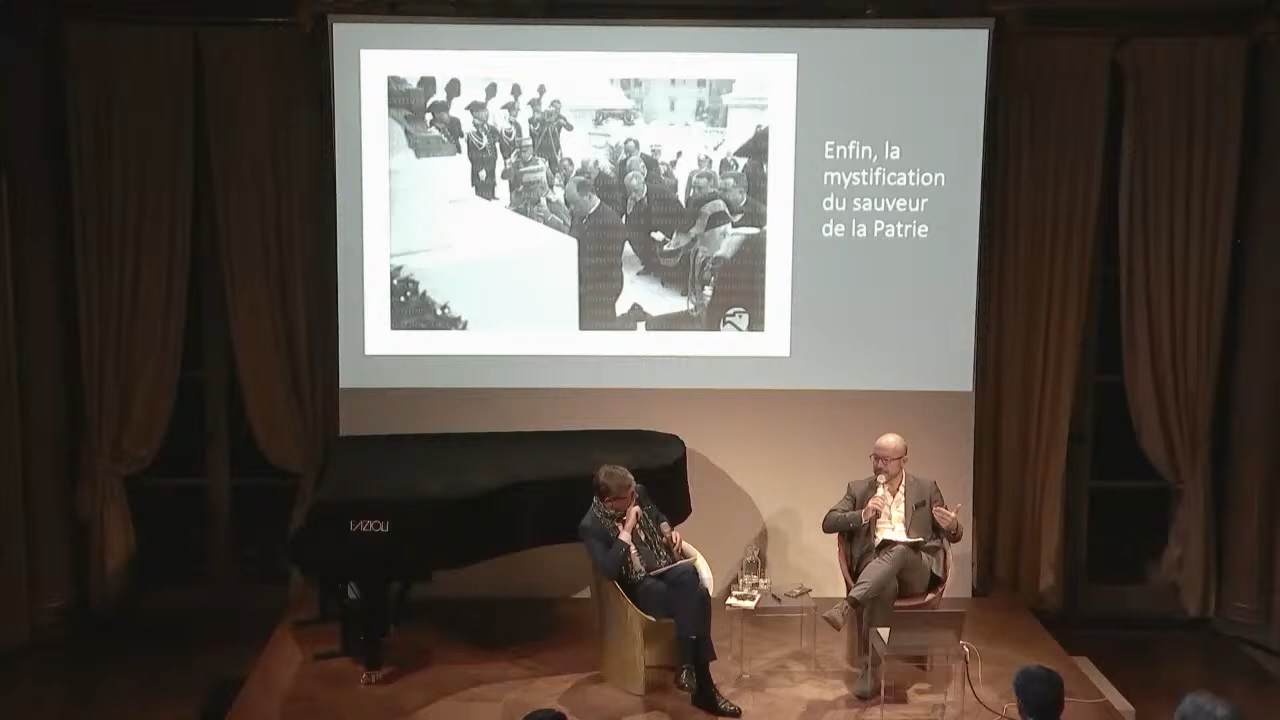 Enfin, la
mystification
du sauveur
de la Patrie
FAZIOLI